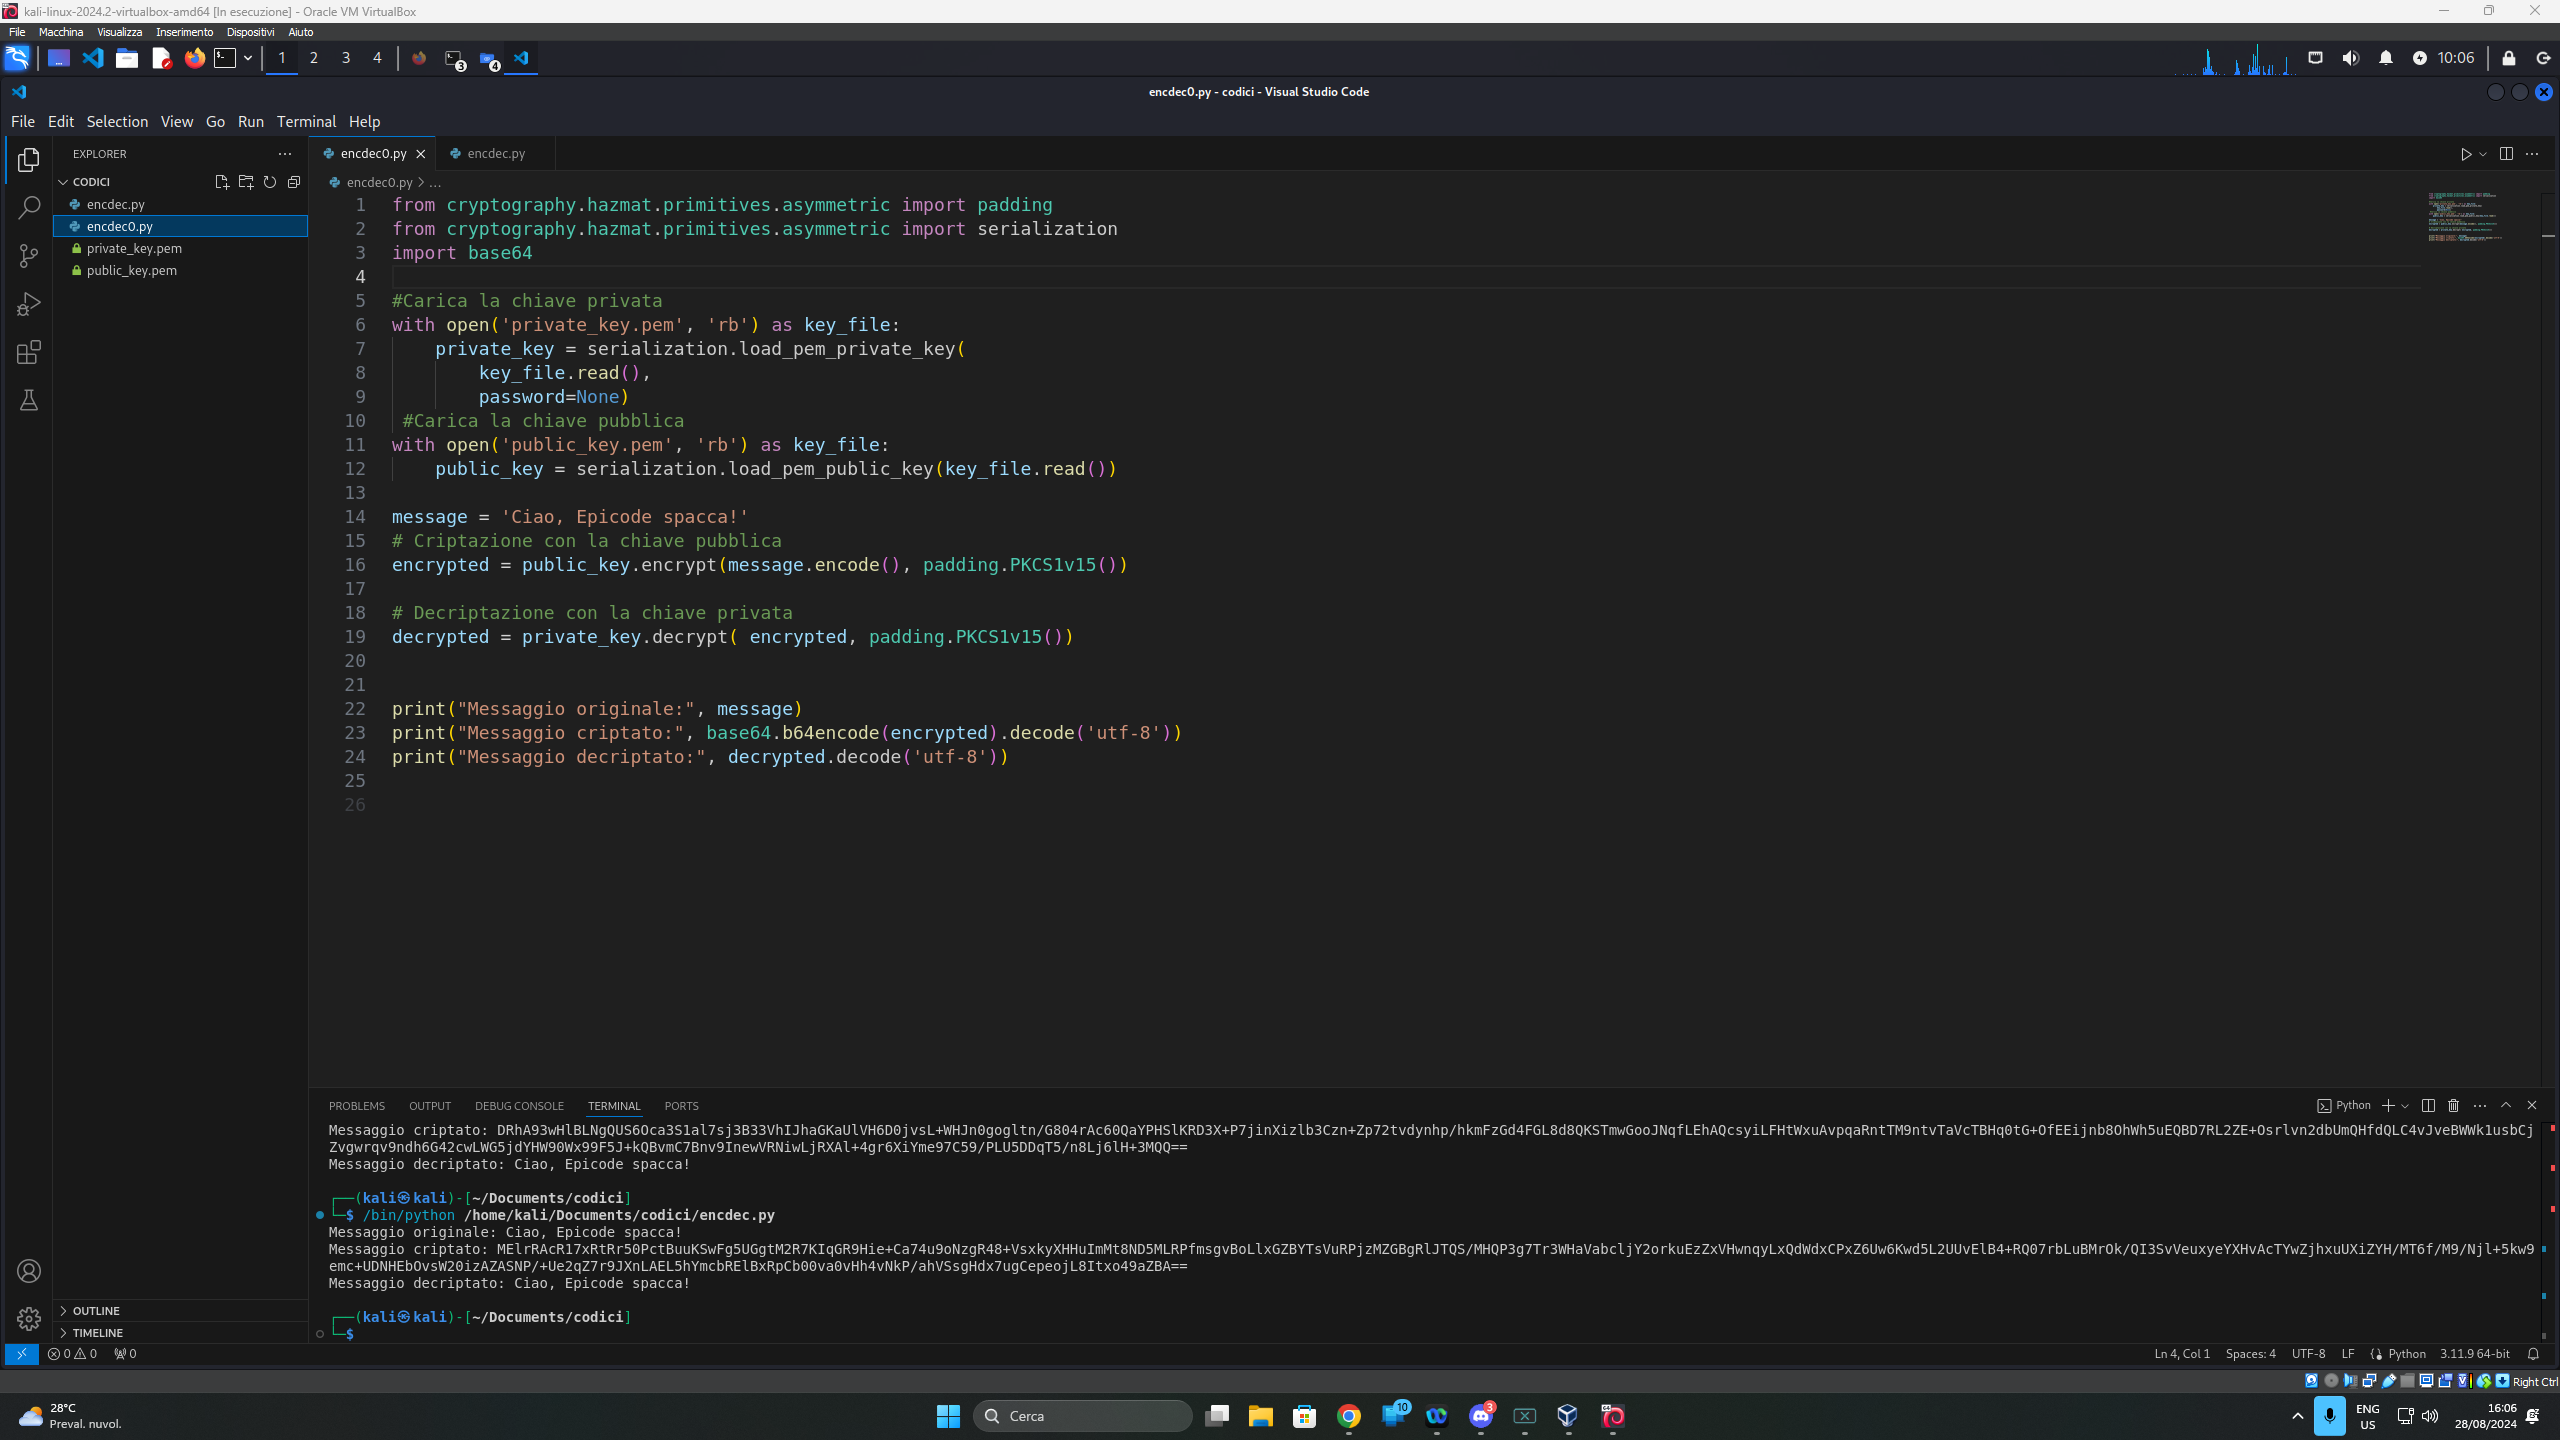 kali-linux-2024.2-virtualbox-amd64 [In esecuzione] - Oracle VM VirtualBox
File Macchina Visualizza Inserimento Dispositivi Aiuto
1 2 3 4 3 4 10:06
encdec0.py - codici - Visual Studio Code
File Edit Selection View Go Run Terminal Help
EXPLORER
CODICI
encdec.py
encdec0.py
private_key.pem
public_key.pem
OUTLINE
TIMELINE
encdec0.py encdec.py
encdec0.py > ...
1 from cryptography.hazmat.primitives.asymmetric import padding
2 from cryptography.hazmat.primitives.asymmetric import serialization
3 import base64
4
5 #Carica la chiave privata
6 with open('private_key.pem', 'rb') as key_file:
7 private_key = serialization.load_pem_private_key(
8 key_file.read(),
9 password=None)
10 #Carica la chiave pubblica
11 with open('public_key.pem', 'rb') as key_file:
12 public_key = serialization.load_pem_public_key(key_file.read())
13
14 message = 'Ciao, Epicode spacca!'
15 # Criptazione con la chiave pubblica
16 encrypted = public_key.encrypt(message.encode(), padding.PKCS1v15())
17
18 # Decriptazione con la chiave privata
19 decrypted = private_key.decrypt( encrypted, padding.PKCS1v15())
20
21
22 print("Messaggio originale:", message)
23 print("Messaggio criptato:", base64.b64encode(encrypted).decode('utf-8'))
24 print("Messaggio decriptato:", decrypted.decode('utf-8'))
25
26
PROBLEMS OUTPUT DEBUG CONSOLE TERMINAL PORTS Python
Messaggio criptato: DRhA93wHlBLNgQUS6Oca3S1al7sj3B33VhIJhaGKaUlVH6D0jvsL+WHJn0gogltn/G804rAc60QaYPHSlKRD3X+P7jinXizlb3Czn+Zp72tvdynhp/hkmFzGd4FGL8d8QKSTmwGooJNqfLEhAQcsyiLFHtWxuAvpqaRntTM9ntvTaVcTBHq0tG+OfEEijnb8OhWh5uEQBD7RL2ZE+Osrlvn2dbUmQHfdQLC4vJveBWWk1usbCj
Zvgwrqv9ndh6G42cwLWG5jdYHW90Wx99F5J+kQBvmC7Bnv9InewVRNiwLjRXAl+4gr6XiYme97C59/PLU5DDqT5/n8Lj6lH+3MQQ==
Messaggio decriptato: Ciao, Epicode spacca!
┌──(kali㉿kali)-[~/Documents/codici]
└─$ /bin/python /home/kali/Documents/codici/encdec.py
Messaggio originale: Ciao, Epicode spacca!
Messaggio criptato: MElrRAcR17xRtRr50PctBuuKSwFg5UGgtM2R7KIqGR9Hie+Ca74u9oNzgR48+VsxkyXHHuImMt8ND5MLRPfmsgvBoLlxGZBYTsVuRPjzMZGBgRlJTQS/MHQP3g7Tr3WHaVabcljY2orkuEzZxVHwnqyLxQdWdxCPxZ6Uw6Kwd5L2UUvElB4+RQ07rbLuBMrOk/QI3SvVeuxyeYXHvAcTYwZjhxuUXiZYH/MT6f/M9/Njl+5kw9
emc+UDNHEbOvsW20izAZASNP/+Ue2qZ7r9JXnLAEL5hYmcbRElBxRpCb00va0vHh4vNkP/ahVSsgHdx7ugCepeojL8Itxo49aZBA==
Messaggio decriptato: Ciao, Epicode spacca!
┌──(kali㉿kali)-[~/Documents/codici]
└─$
0 0 0 Ln 4, Col 1 Spaces: 4 UTF-8 LF Python 3.11.9 64-bit
Right Ctrl
28°C
Preval. nuvol.
Cerca
10 3
ENG
US
16:06
28/08/2024